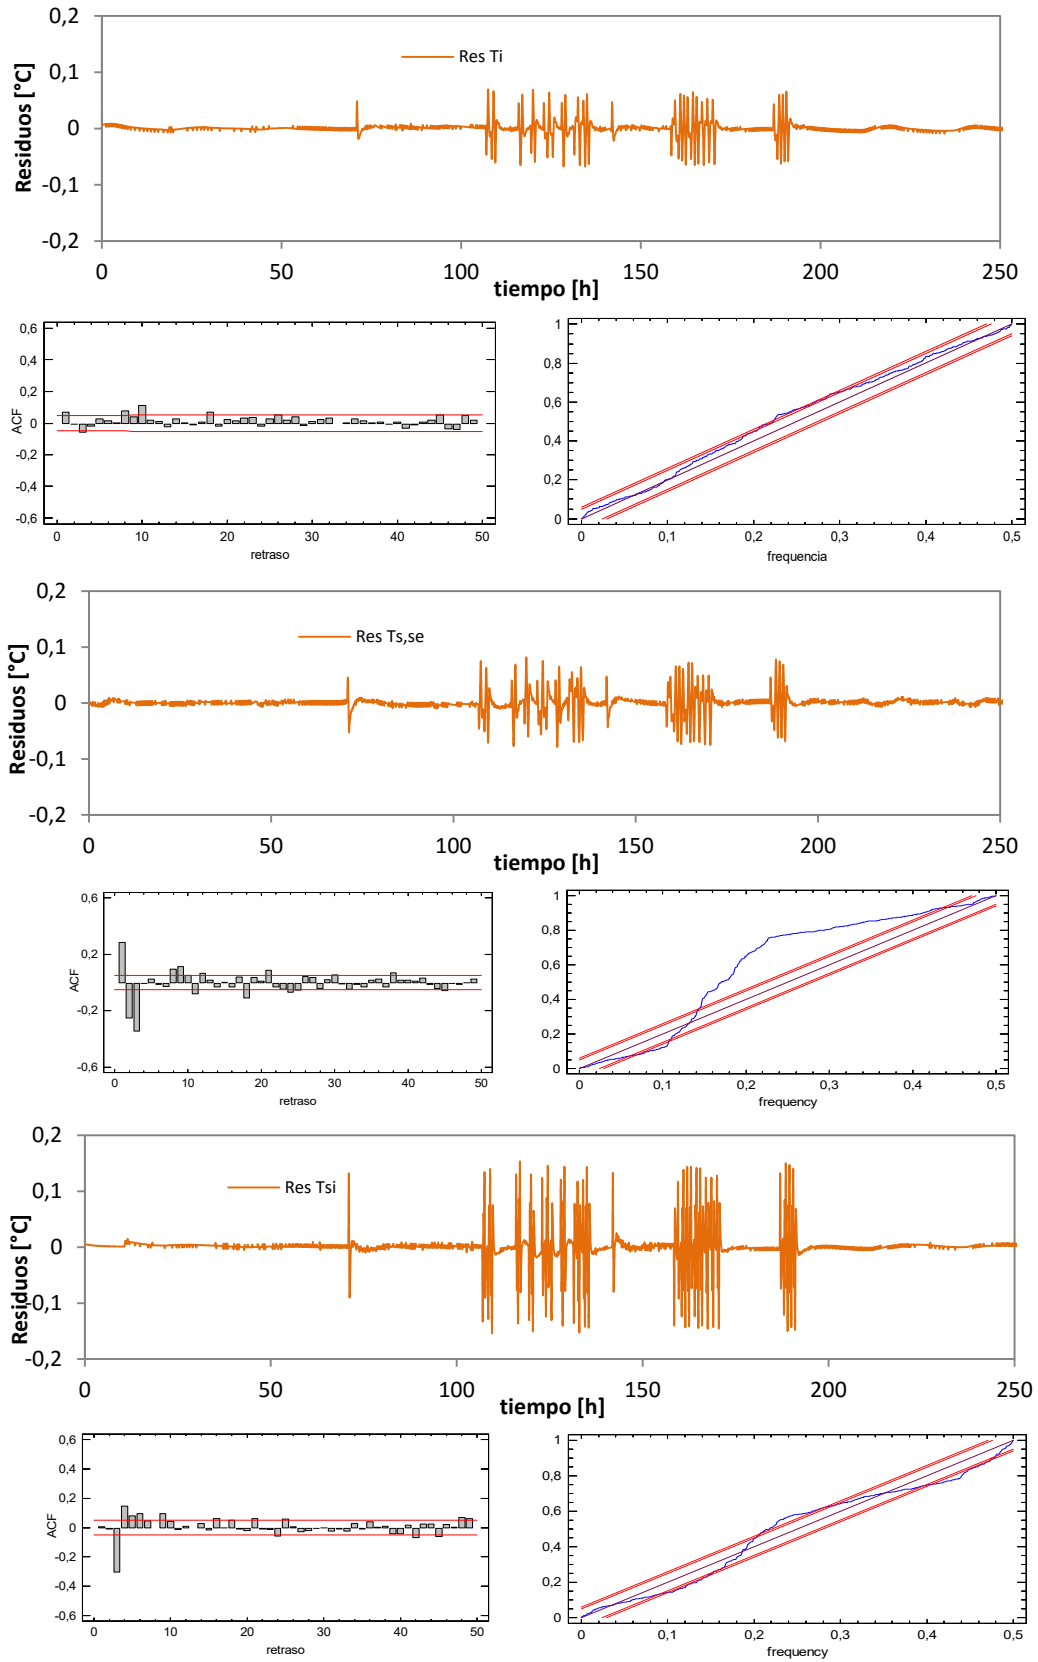 0,2
0,1
0
-0,1
-0,2
Residuos [°C]
Res Ti
0 50 100 150 200 250
tiempo [h]
0,6
0,4
0,2
0
-0,2
-0,4
-0,6
ACF
0 10 20 30 40 50
retraso
1
0,8
0,6
0,4
0,2
0
0 0,1 0,2 0,3 0,4 0,5
frequencia
0,2
0,1
0
-0,1
-0,2
Residuos [°C]
Res Ts,se
0 50 100 150 200 250
tiempo [h]
0,6
0,2
-0,2
-0,6
ACF
0 10 20 30 40 50
retraso
1
0,8
0,6
0,4
0,2
0
0 0,1 0,2 0,3 0,4 0,5
frequency
0,2
0,1
0
-0,1
-0,2
Residuos [°C]
Res Tsi
0 50 100 150 200 250
tiempo [h]
0,6
0,4
0,2
0
-0,2
-0,4
-0,6
ACF
0 10 20 30 40 50
retraso
1
0,8
0,6
0,4
0,2
0
0 0,1 0,2 0,3 0,4 0,5
frequency